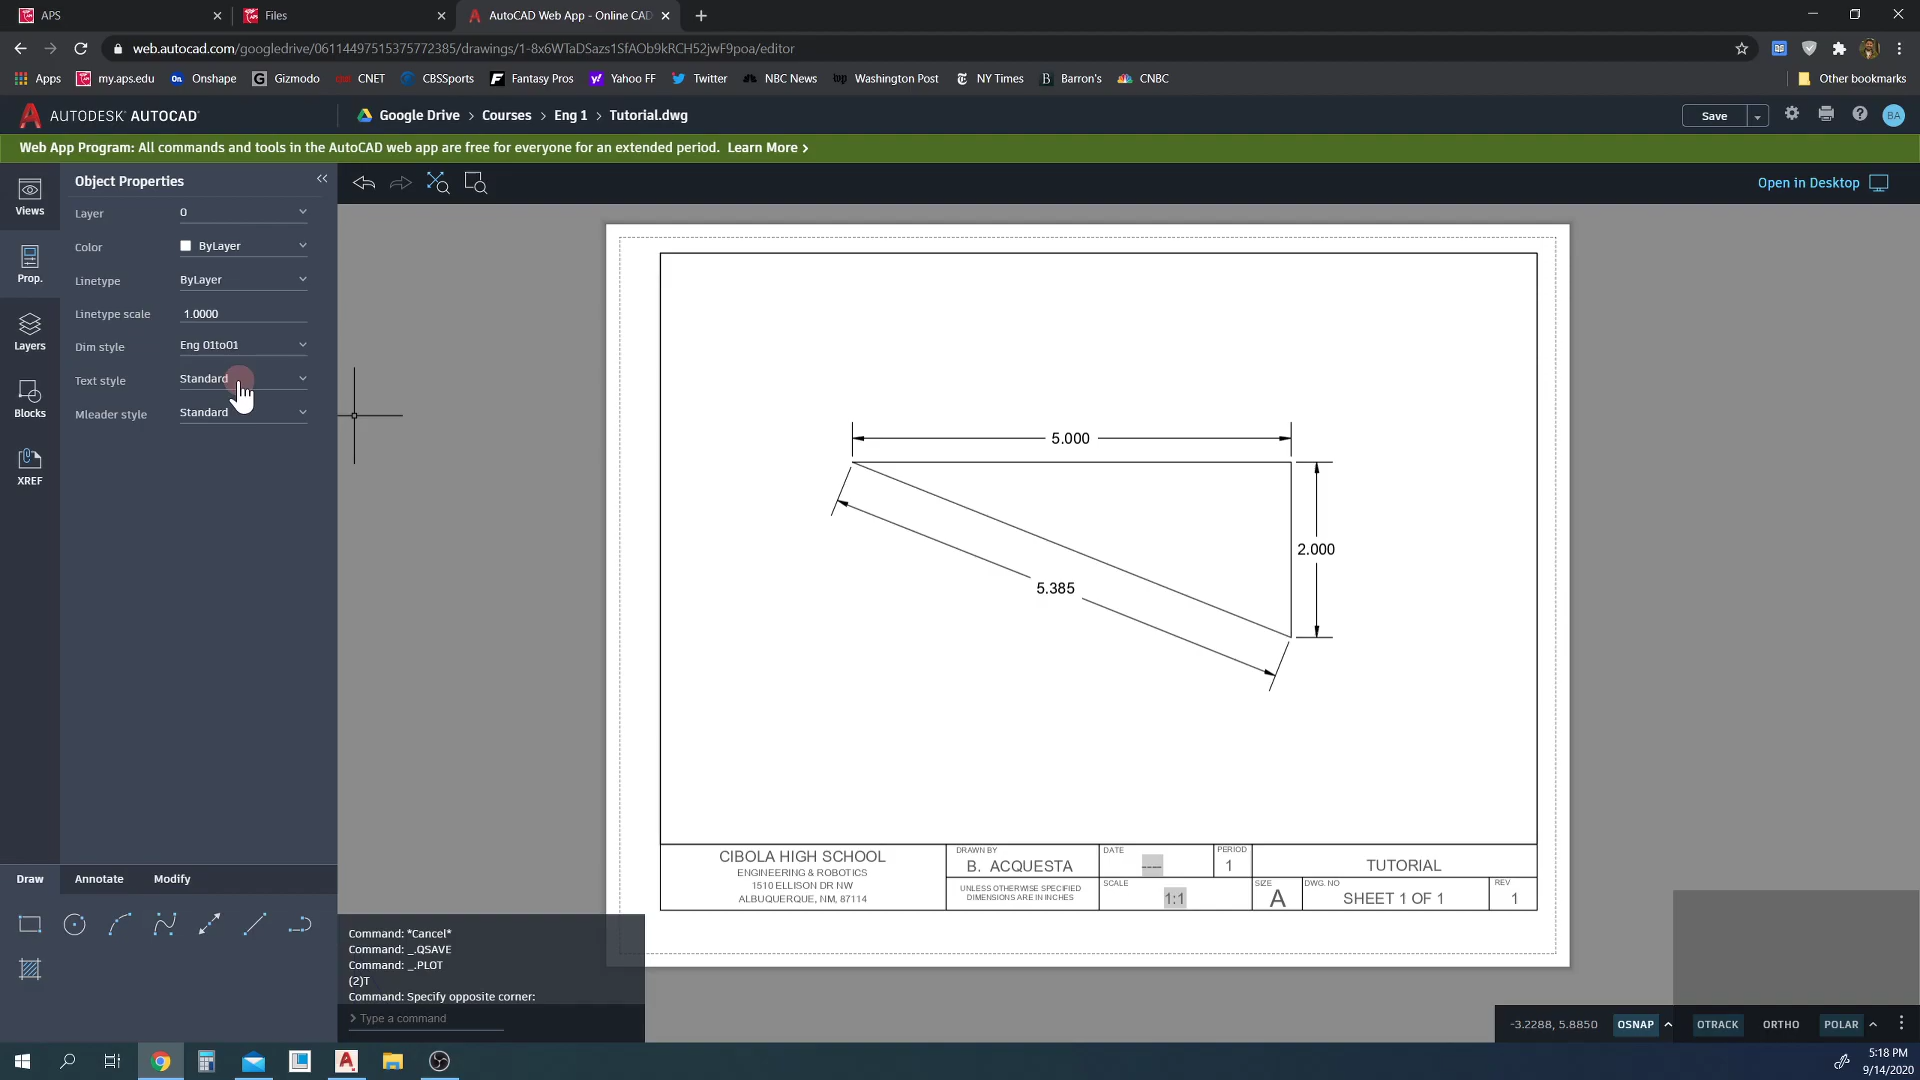 APS
Files
AutoCAD Web App - Online CAD
web.autocad.com/googledrive/06114497515375772385/drawings/1-8x6WTaDSazs1SfAOb9kRCH52jwF9poa/editor
Apps
my.aps.edu
Onshape
Gizmodo
CNET
CBSSports
Fantasy Pros
Yahoo FF
Twitter
NBC News
Washington Post
NY Times
Barron's
CNBC
Other bookmarks
AUTODESK® AUTOCAD®
Google Drive > Courses > Eng 1 > Tutorial.dwg
Save
BA
Web App Program: All commands and tools in the AutoCAD web app are free for everyone for an extended period. Learn More >
Views
Prop.
Layers
Blocks
XREF
Object Properties
Layer 0
Color ByLayer
Linetype ByLayer
Linetype scale 1.0000
Dim style Eng 01to01
Text style Standard
Mleader style Standard
Open in Desktop
5.000
2.000
5.385
CIBOLA HIGH SCHOOL
ENGINEERING & ROBOTICS
1510 ELLISON DR NW
ALBUQUERQUE, NM, 87114
DRAWN BY
B. ACQUESTA
UNLESS OTHERWISE SPECIFIED
DIMENSIONS ARE IN INCHES
DATE
----
PERIOD
1
SCALE
1:1
TUTORIAL
SIZE
A
DWG. NO
SHEET 1 OF 1
REV
1
Draw Annotate Modify
Command: *Cancel*
Command: _.QSAVE
Command: _.PLOT
(2)T
Command: Specify opposite corner:
> Type a command
-3.2288, 5.8850 OSNAP OTRACK ORTHO POLAR
5:18 PM
9/14/2020